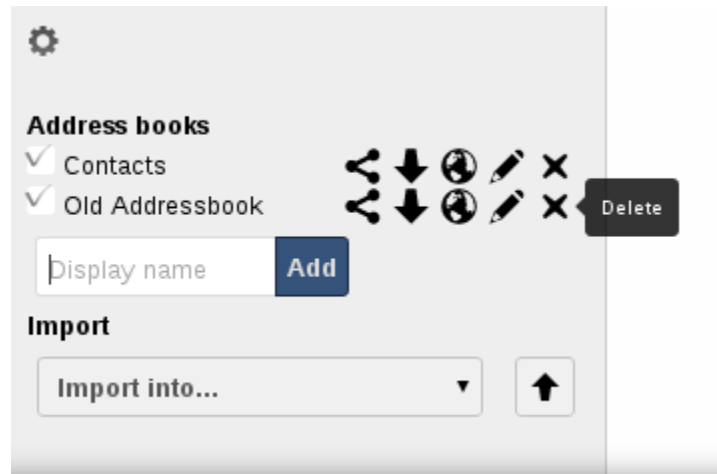 Address books
Contacts
Old Addressbook
Delete
Display name
Add
Import
Import into...